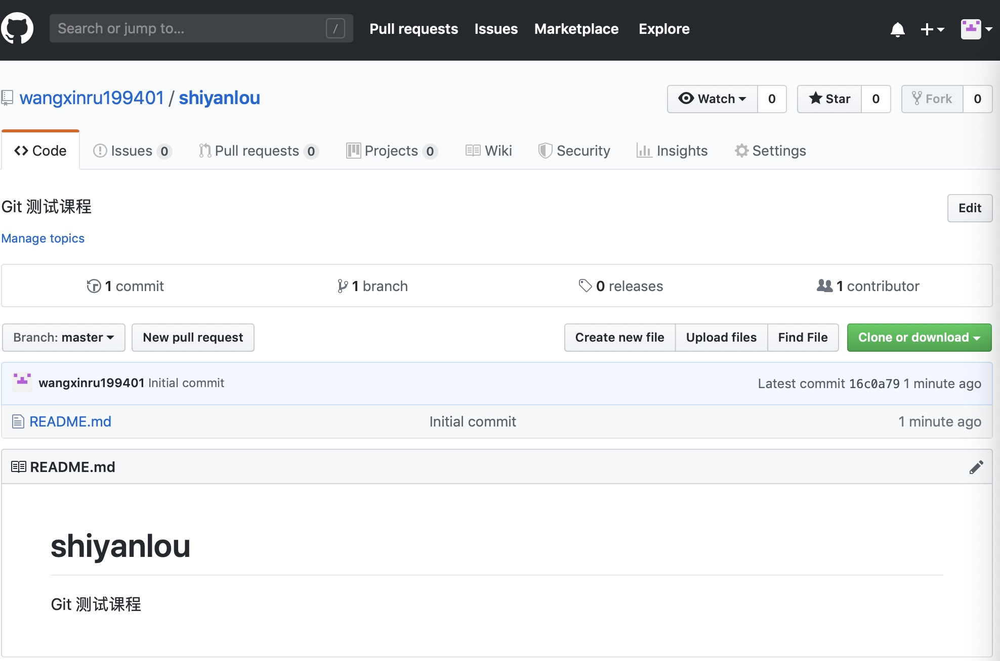 Search or jump to... /
Pull requests Issues Marketplace Explore
wangxinru199401 / shiyanlou
Watch 0 Star 0 Fork 0
Code Issues 0 Pull requests 0 Projects 0 Wiki Security Insights Settings
Git 测试课程
Edit
Manage topics
1 commit 1 branch 0 releases 1 contributor
Branch: master New pull request Create new file Upload files Find File Clone or download
wangxinru199401 Initial commit Latest commit 16c0a79 1 minute ago
README.md Initial commit 1 minute ago
README.md
shiyanlou
Git 测试课程